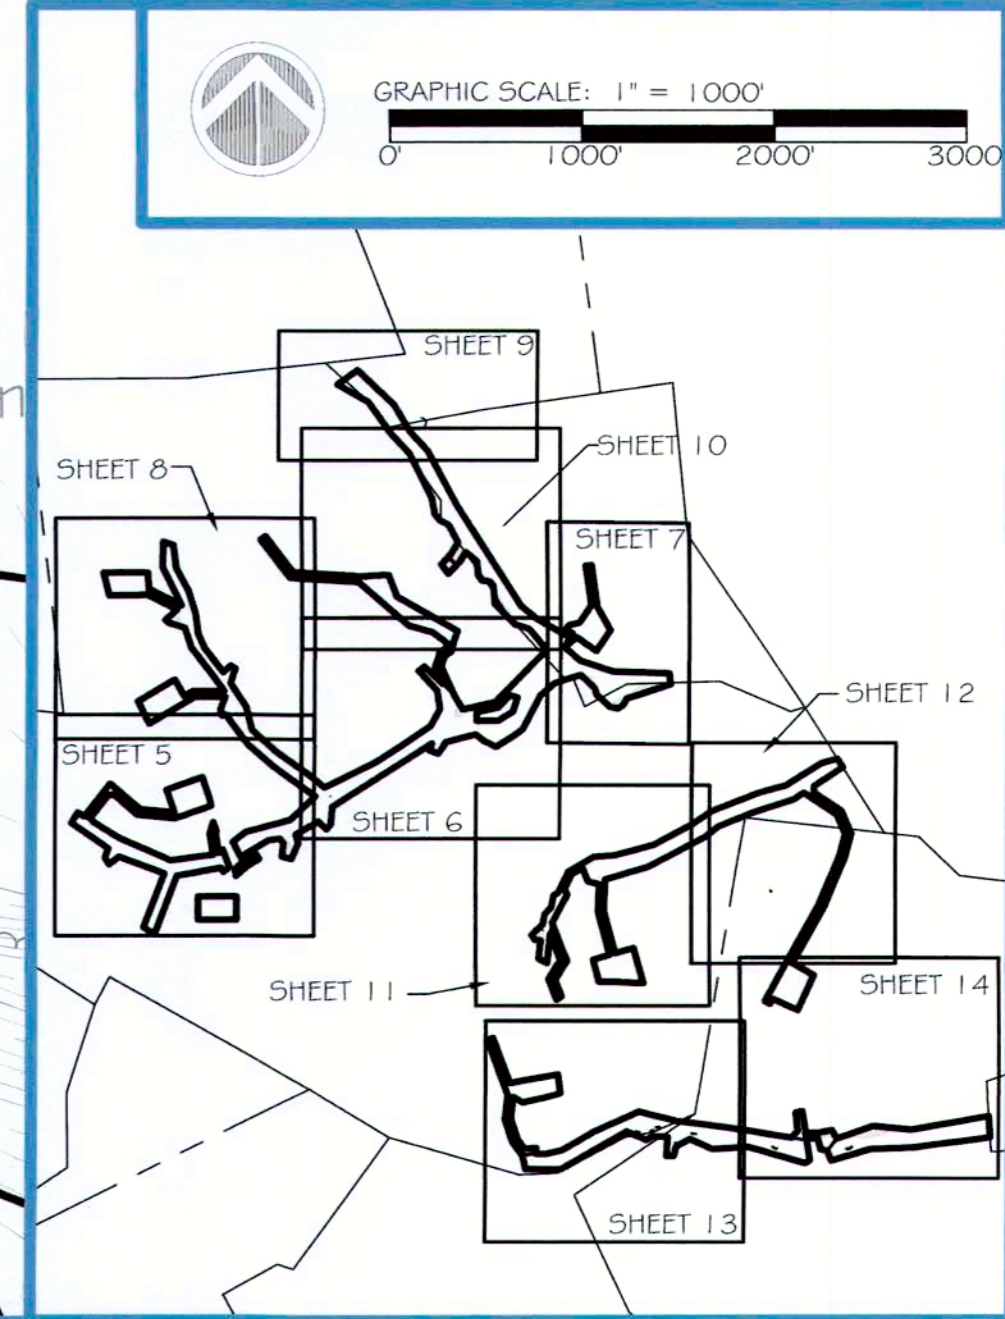 GRAPHIC SCALE: 1" = 1000'
0' 1000' 2000' 3000
SHEET 9
SHEET 10
SHEET 8
SHEET 7
SHEET 12
SHEET 5
SHEET 6
SHEET 11
SHEET 14
SHEET 13